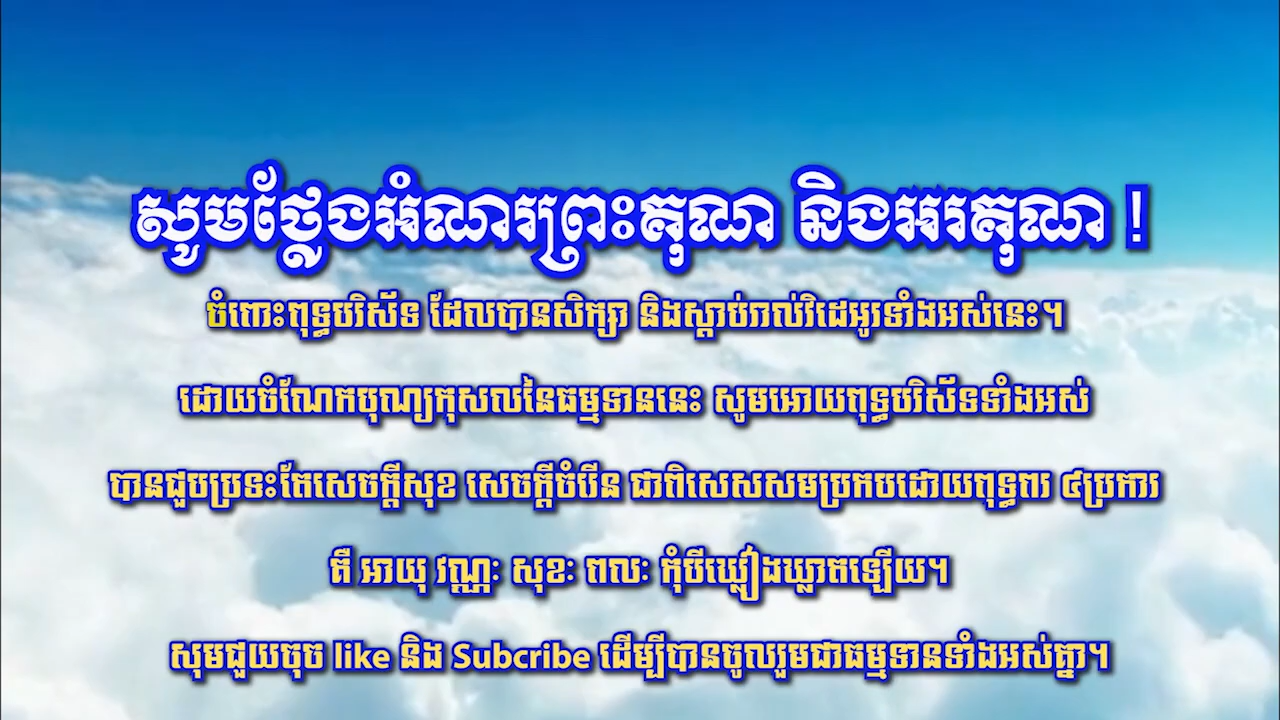 សូមថ្លែងអំណរព្រះគុណ និងអរគុណ !
ចំពោះពុទ្ធបរិស័ទ ដែលបានសិក្សា និងស្តាប់រាល់វិដេអូរទាំងអស់នេះ។
ដោយចំណែកបុណ្យកុសលនៃធម្មទាននេះ សូមអោយពុទ្ធបរិស័ទទាំងអស់
បានជួបប្រទះតែសេចក្តីសុខ សេចក្តីចំរើន ជាពិសេសសមប្រកបដោយពុទ្ធពរ ៤ប្រការ
គឺ អាយុ វណ្ណៈ សុខៈ ពលៈ កុំបីឃ្លៀងឃ្លាតឡើយ។
សុមជួយចុច like និង Subcribe ដើម្បីបានចូលរួមជាធម្មទានទាំងអស់គ្នា។